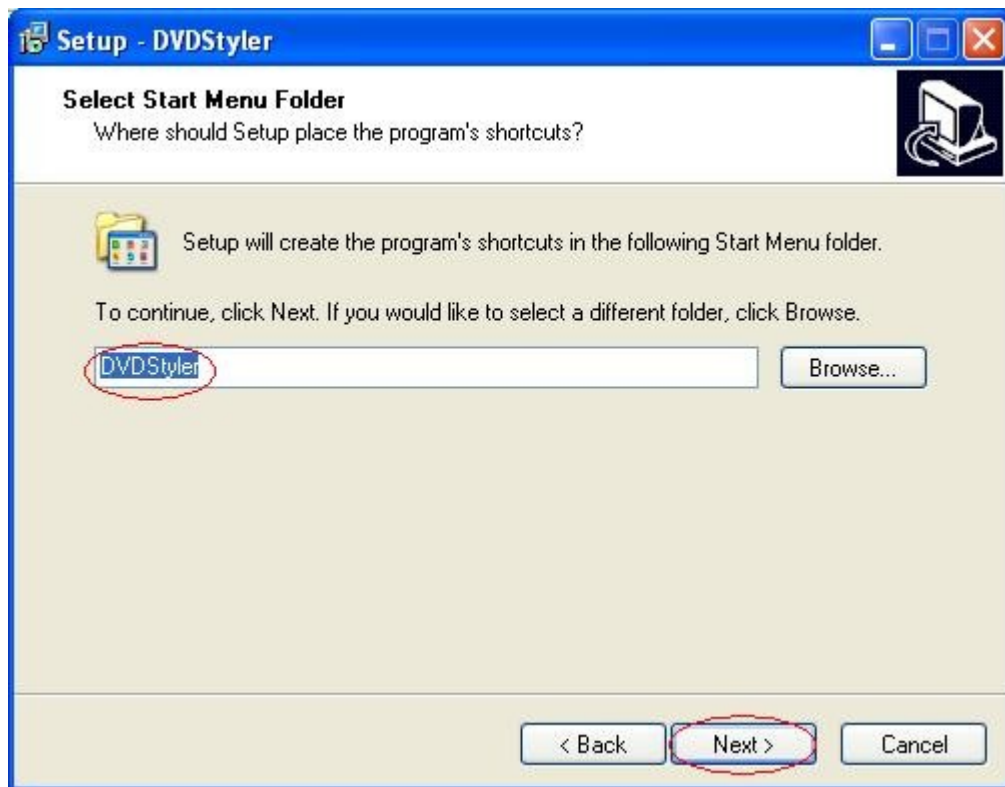 Setup - DVDStyler
Select Start Menu Folder
Where should Setup place the program's shortcuts?
Setup will create the program's shortcuts in the following Start Menu folder.
To continue, click Next. If you would like to select a different folder, click Browse.
DVDStyler
Browse...
< Back
Next >
Cancel